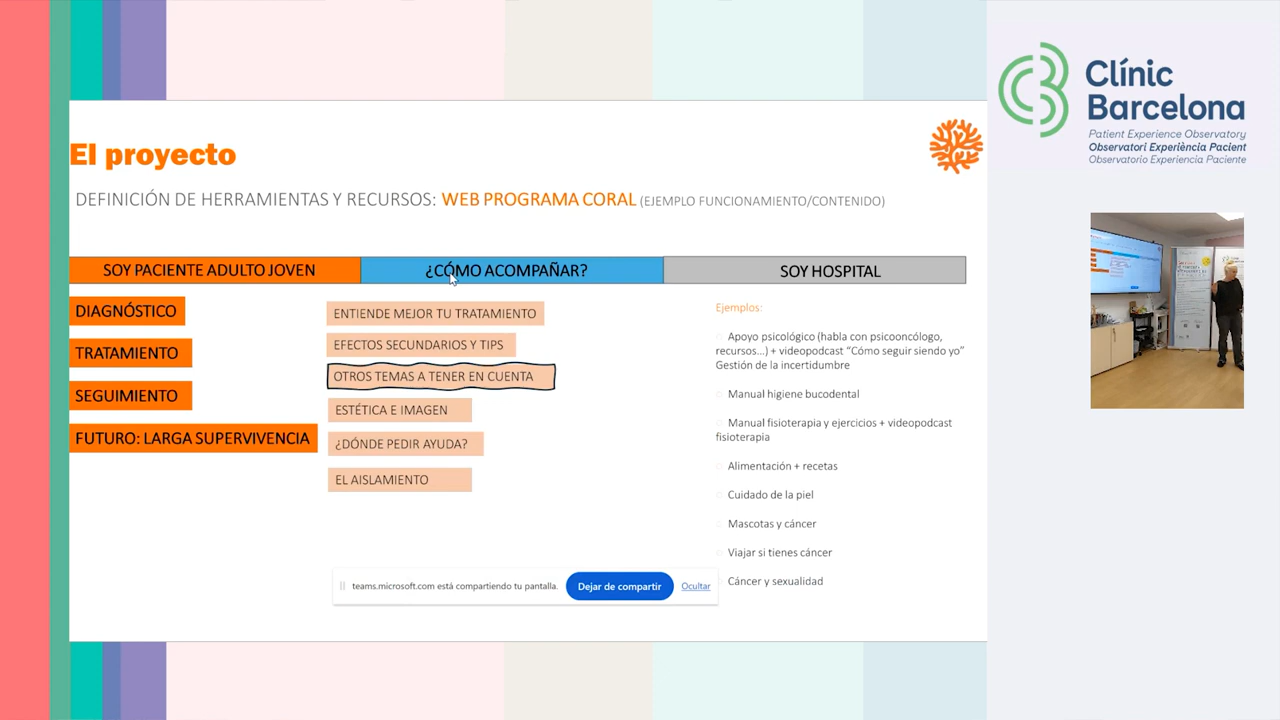 El proyecto
DEFINICIÓN DE HERRAMIENTAS Y RECURSOS: WEB PROGRAMA CORAL (EJEMPLO FUNCIONAMIENTO/CONTENIDO)
SOY PACIENTE ADULTO JOVEN
¿CÓMO ACOMPAÑAR?
SOY HOSPITAL
DIAGNÓSTICO
TRATAMIENTO
SEGUIMIENTO
FUTURO: LARGA SUPERVIVENCIA
ENTIENDE MEJOR TU TRATAMIENTO
EFECTOS SECUNDARIOS Y TIPS
OTROS TEMAS A TENER EN CUENTA
ESTÉTICA E IMAGEN
¿DÓNDE PEDIR AYUDA?
EL AISLAMIENTO
Ejemplos:
Apoyo psicológico (habla con psicooncólogo,
recursos...) + videopodcast “Cómo seguir siendo yo”
Gestión de la incertidumbre
Manual higiene bucodental
Manual fisioterapia y ejercicios + videopodcast
fisioterapia
Alimentación + recetas
Cuidado de la piel
Mascotas y cáncer
Viajar si tienes cáncer
Cáncer y sexualidad
teams.microsoft.com está compartiendo tu pantalla.
Dejar de compartir
Ocultar
Clínic
Barcelona
Patient Experience Observatory
Observatori Experiència Pacient
Observatorio Experiencia Paciente